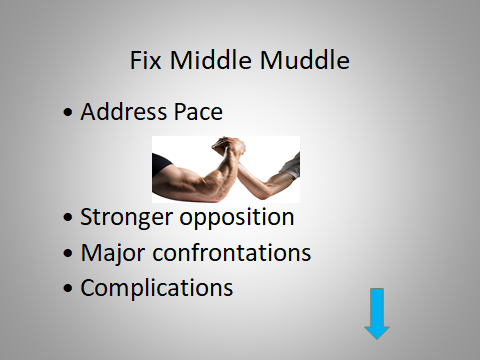 Fix Middle Muddle
• Address Pace
• Stronger opposition
• Major confrontations
• Complications